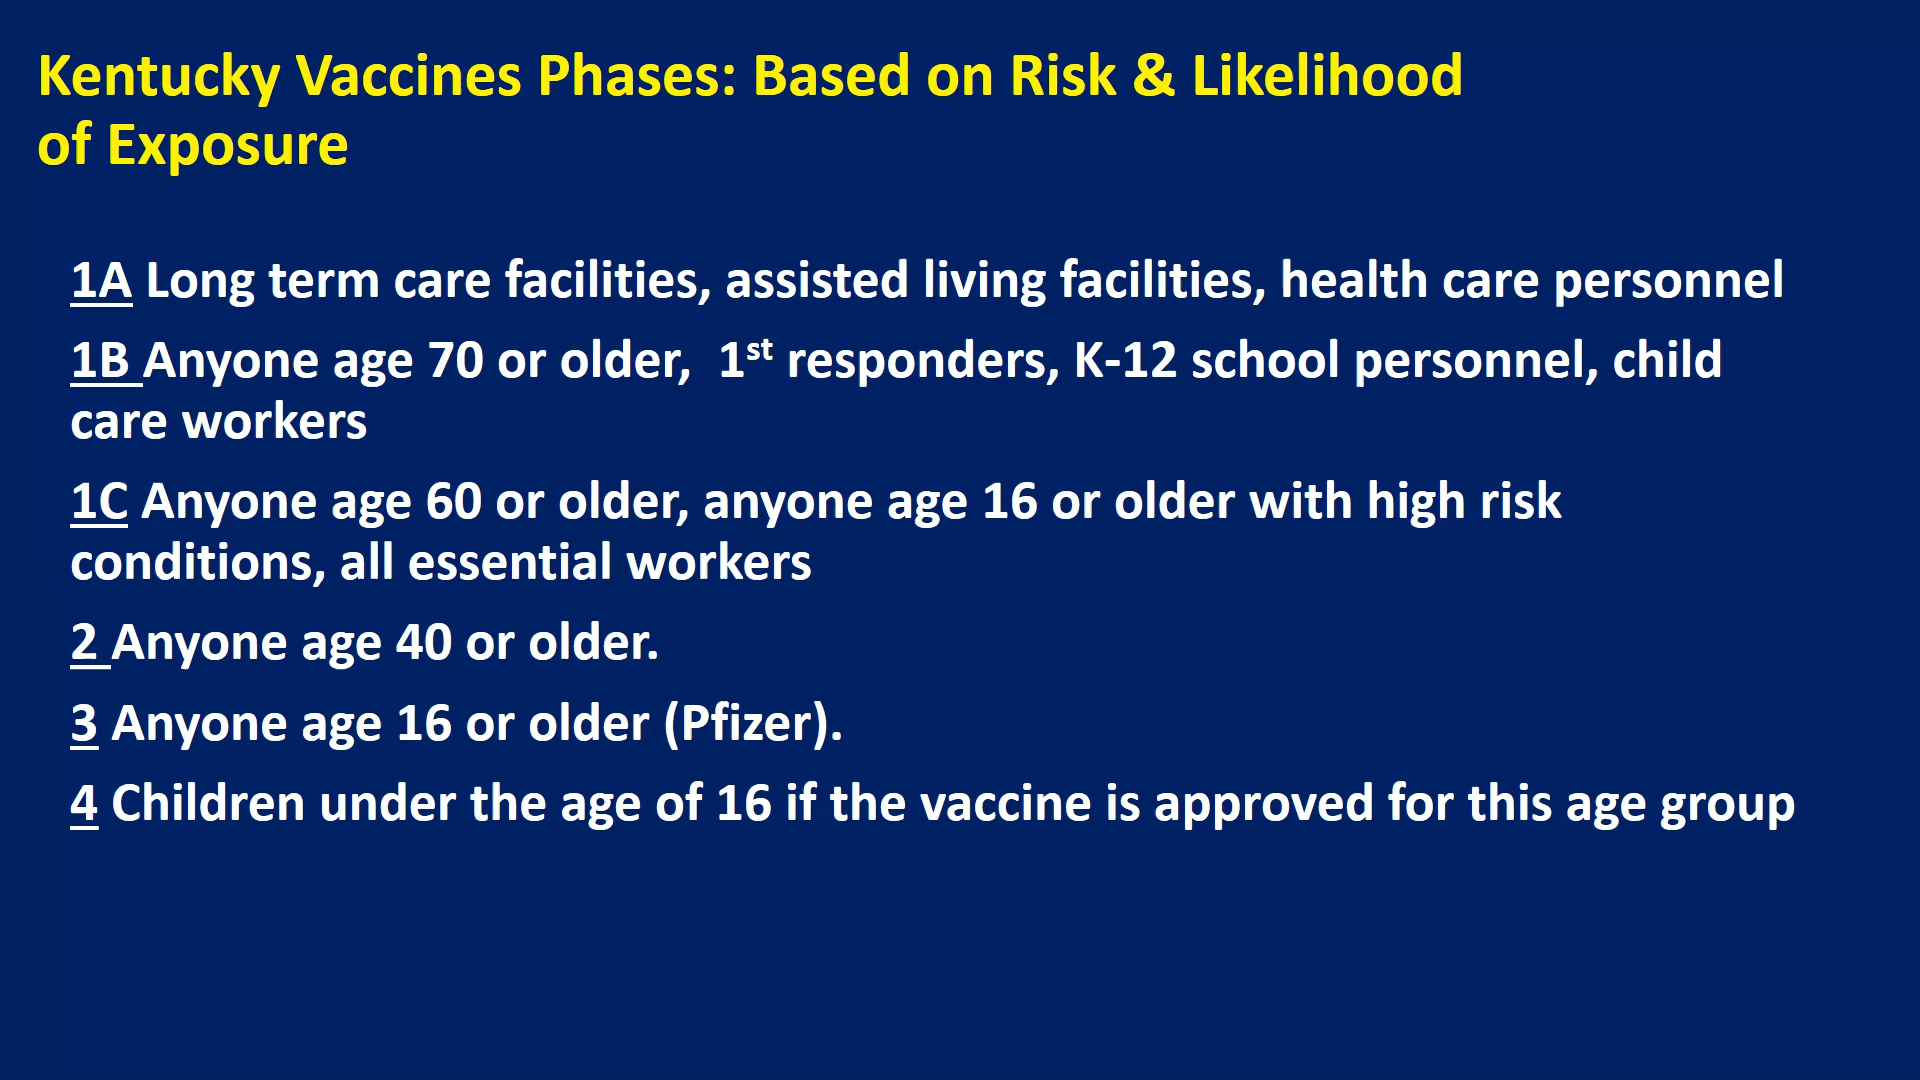 Kentucky Vaccines Phases: Based on Risk & Likelihood
of Exposure
1A Long term care facilities, assisted living facilities, health care personnel
1B Anyone age 70 or older,  1st responders, K-12 school personnel, child
care workers
1C Anyone age 60 or older, anyone age 16 or older with high risk
conditions, all essential workers
2 Anyone age 40 or older.
3 Anyone age 16 or older (Pfizer).
4 Children under the age of 16 if the vaccine is approved for this age group